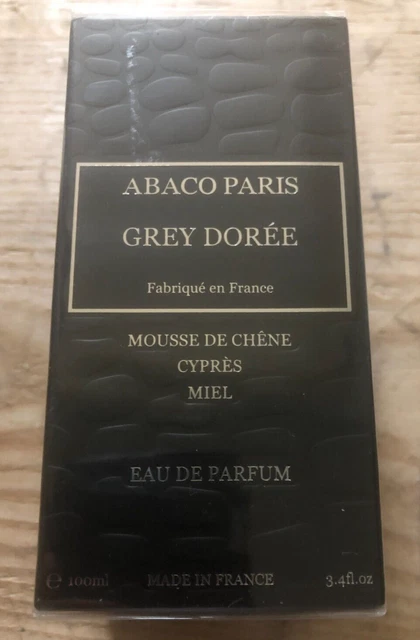 ABACO PARIS
GREY DORÉE
Fabriqué en France
MOUSSE DE CHÊNE
CYPRÈS
MIEL
EAU DE PARFUM
℮ 100ml MADE IN FRANCE 3.4fl.oz